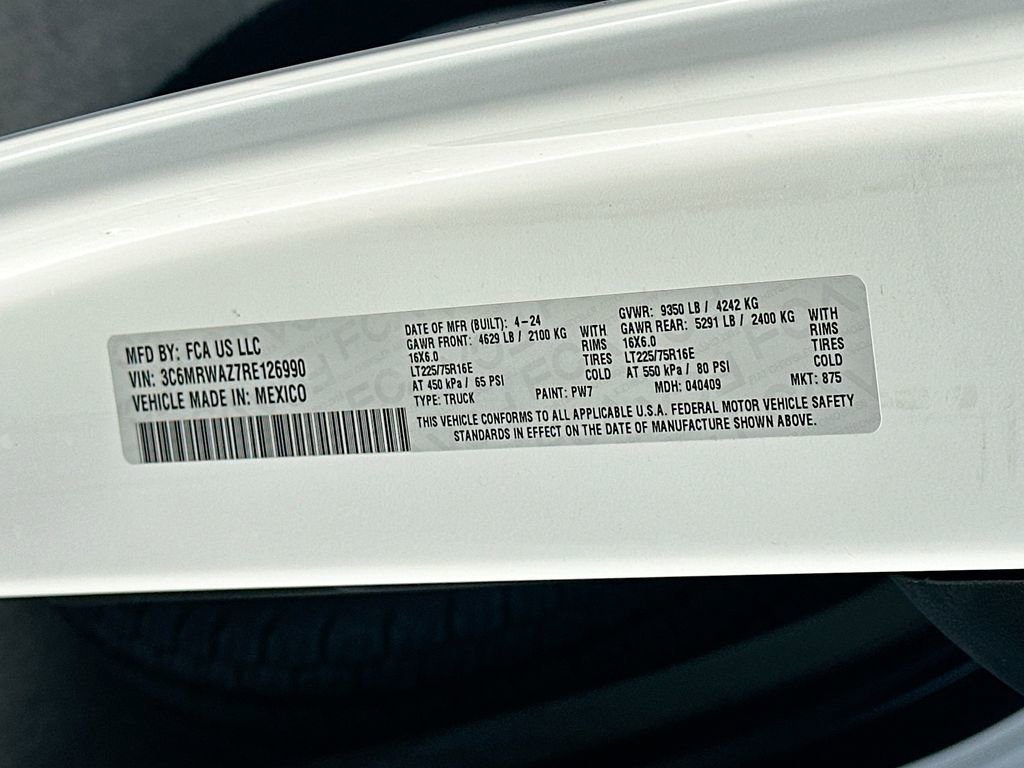 MFD BY: FCA US LLC
VIN: 3C6MRWAZ7RE126990
VEHICLE MADE IN: MEXICO
DATE OF MFR (BUILT): 4-24
GAWR FRONT: 4629 LB / 2100 KG WITH
16X6.0 RIMS
LT225/75R16E TIRES
AT 450 kPa / 65 PSI COLD
TYPE: TRUCK PAINT: PW7
GVWR: 9350 LB / 4242 KG
GAWR REAR: 5291 LB / 2400 KG WITH
16X6.0 RIMS
LT225/75R16E TIRES
AT 550 kPa / 80 PSI COLD
MDH: 040409 MKT: 875
THIS VEHICLE CONFORMS TO ALL APPLICABLE U.S.A. FEDERAL MOTOR VEHICLE SAFETY
STANDARDS IN EFFECT ON THE DATE OF MANUFACTURE SHOWN ABOVE.